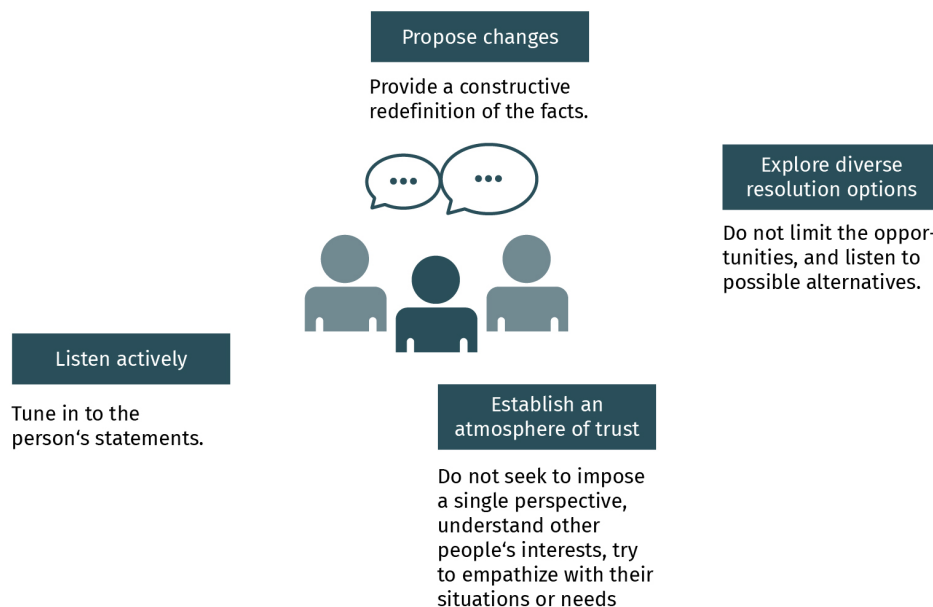 Propose changes
Provide a constructive
redefinition of the facts.
Explore diverse
resolution options
Do not limit the oppor-
tunities, and listen to
possible alternatives.
Listen actively
Tune in to the
person‘s statements.
Establish an
atmosphere of trust
Do not seek to impose
a single perspective,
understand other
people‘s interests, try
to empathize with their
situations or needs